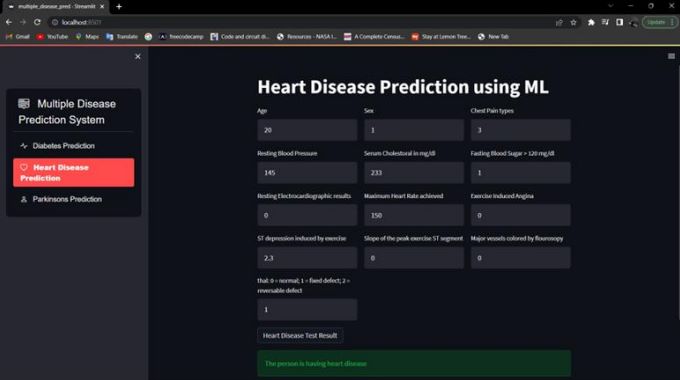 multiple_disease_pred - Streamlit
localhost:8501
Update
Gmail
YouTube
Maps
Translate
freecodecamp
Code and circuit di...
Resources - NASA I...
A Complete Census...
Stay at Lemon Tree...
New Tab
Multiple Disease
Prediction System
Diabetes Prediction
Heart Disease
Prediction
Parkinsons Prediction
Heart Disease Prediction using ML
Age
Sex
Chest Pain types
20
1
3
Resting Blood Pressure
Serum Cholestoral in mg/dl
Fasting Blood Sugar > 120 mg/dl
145
233
1
Resting Electrocardiographic results
Maximum Heart Rate achieved
Exercise Induced Angina
0
150
0
ST depression induced by exercise
Slope of the peak exercise ST segment
Major vessels colored by flourosopy
2.3
0
0
thal: 0 = normal; 1 = fixed defect; 2 =
reversable defect
1
Heart Disease Test Result
The person is having heart disease